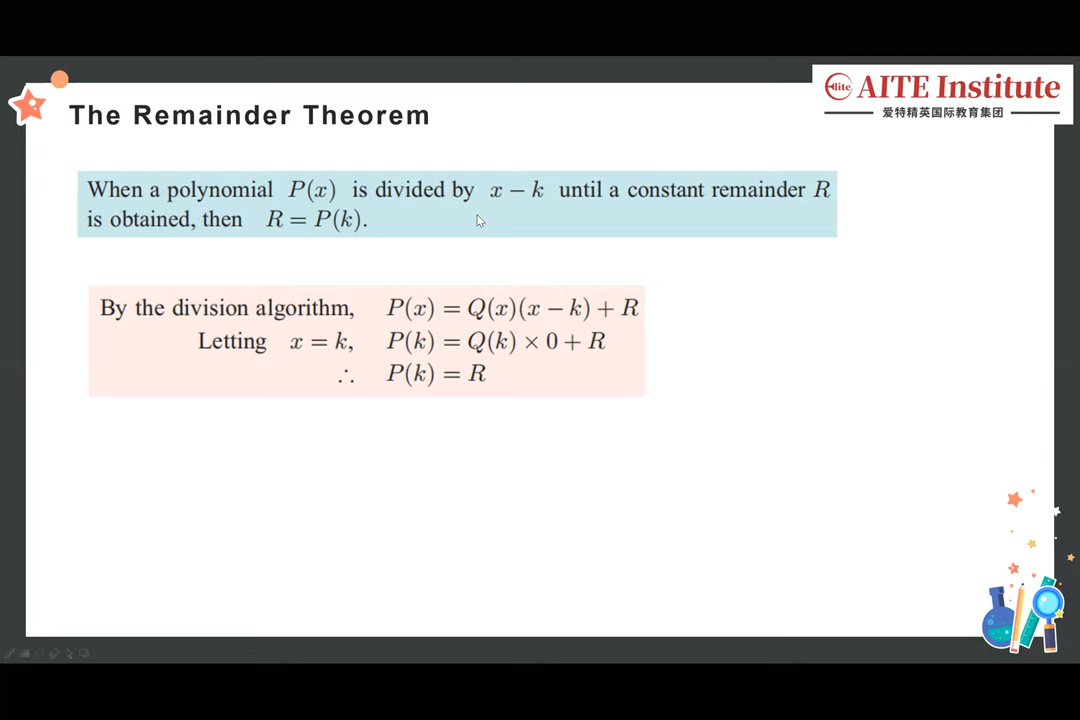 The Remainder Theorem
Elite AITE Institute
爱特精英国际教育集团
When a polynomial P(x) is divided by x − k until a constant remainder R
is obtained, then R = P(k).
By the division algorithm, P(x) = Q(x)(x − k) + R
Letting x = k, P(k) = Q(k) × 0 + R
∴ P(k) = R